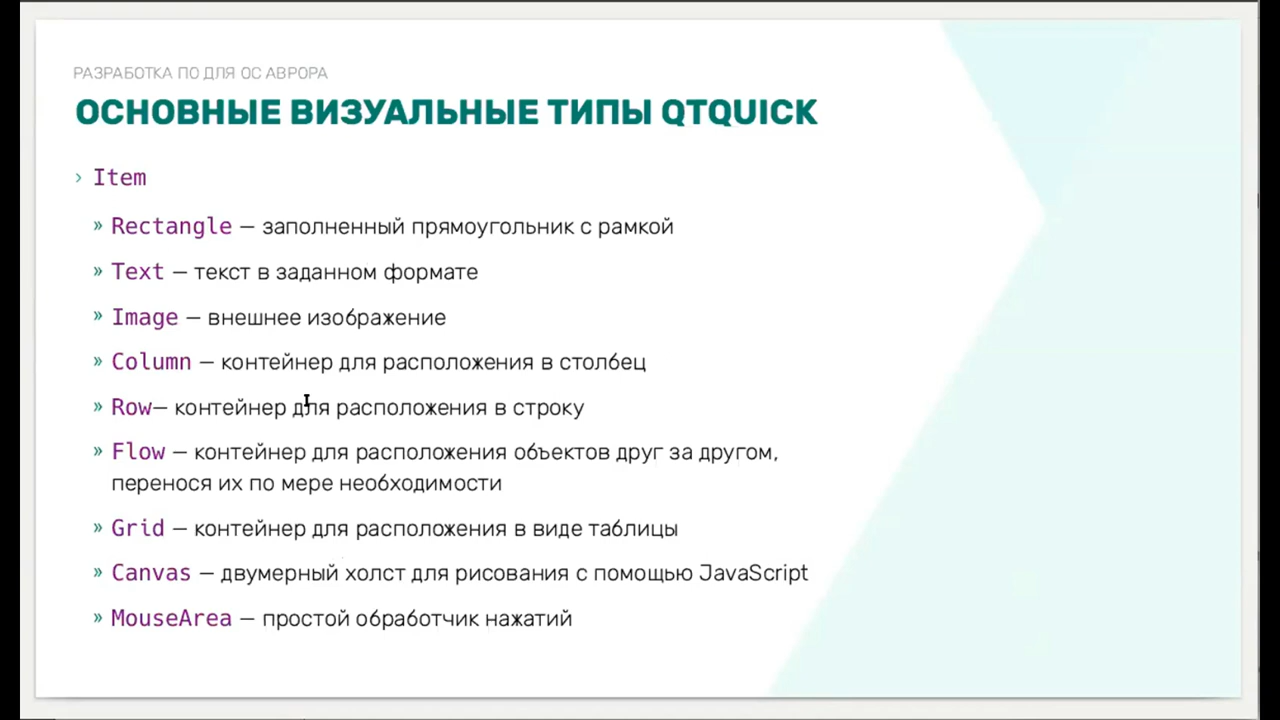 РАЗРАБОТКА ПО ДЛЯ ОС АВРОРА
ОСНОВНЫЕ ВИЗУАЛЬНЫЕ ТИПЫ QTQUICK
› Item
» Rectangle — заполненный прямоугольник с рамкой
» Text — текст в заданном формате
» Image — внешнее изображение
» Column — контейнер для расположения в столбец
» Row— контейнер для расположения в строку
» Flow — контейнер для расположения объектов друг за другом,
перенося их по мере необходимости
» Grid — контейнер для расположения в виде таблицы
» Canvas — двумерный холст для рисования с помощью JavaScript
» MouseArea — простой обработчик нажатий